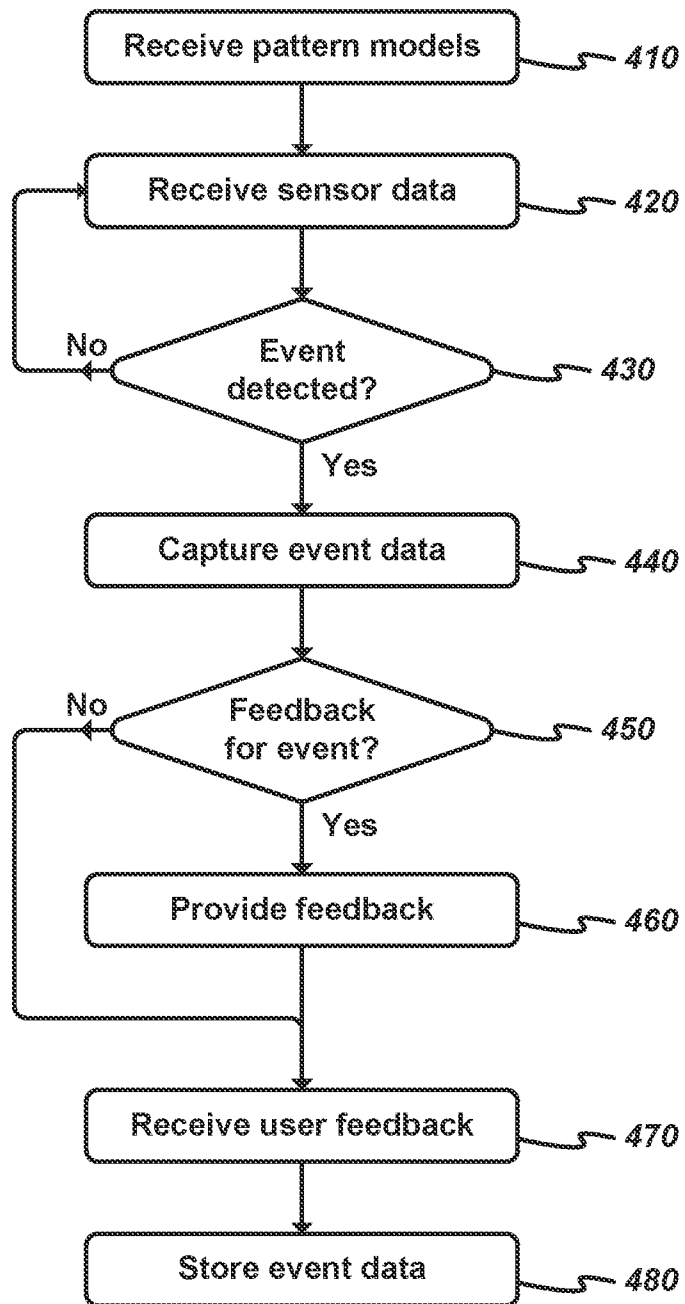 Receive pattern models
410
Receive sensor data
420
No
Event
detected?
430
Yes
Capture event data
440
No
Feedback
for event?
450
Yes
Provide feedback
460
Receive user feedback
470
Store event data
480